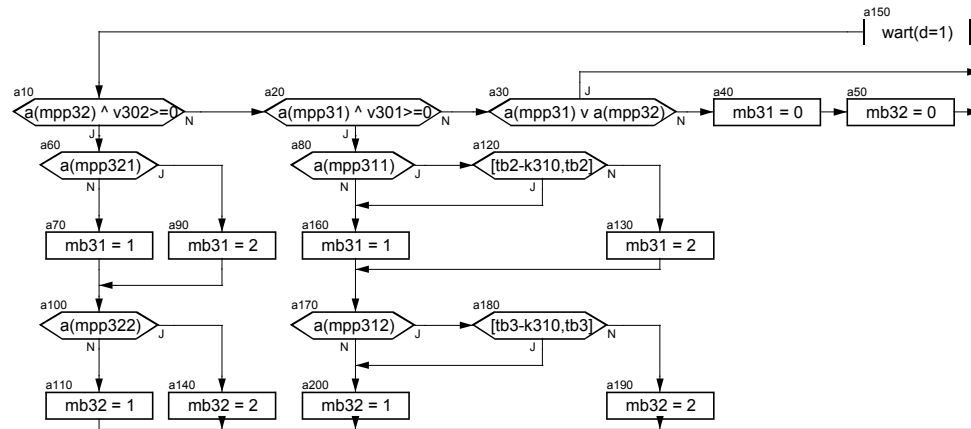 a150
wart(d=1)
a10
a(mpp32) ^ v302>=0
J
N
a20
a(mpp31) ^ v301>=0
J
N
a30
a(mpp31) v a(mpp32)
J
N
a40
mb31 = 0
a50
mb32 = 0
a60
a(mpp321)
N
J
a80
a(mpp311)
N
J
a120
[tb2-k310,tb2]
J
N
a70
mb31 = 1
a90
mb31 = 2
a160
mb31 = 1
a130
mb31 = 2
a100
a(mpp322)
N
J
a170
a(mpp312)
N
J
a180
[tb3-k310,tb3]
J
N
a110
mb32 = 1
a140
mb32 = 2
a200
mb32 = 1
a190
mb32 = 2